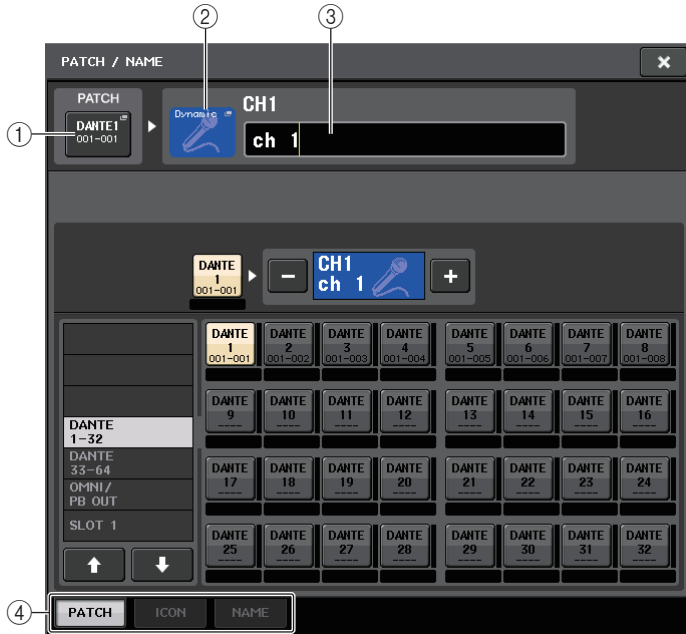 ② ③
PATCH / NAME ×
PATCH
① DANTE1
001-001
Dynamic
CH1
ch 1
DANTE
1
001-001
−
CH1
ch 1
+
DANTE
1-32
DANTE
33-64
OMNI/
PB OUT
SLOT 1
DANTE DANTE DANTE DANTE DANTE DANTE DANTE DANTE
1 2 3 4 5 6 7 8
001-001 001-002 001-003 001-004 001-005 001-006 001-007 001-008
DANTE DANTE DANTE DANTE DANTE DANTE DANTE DANTE
9 10 11 12 13 14 15 16
---- ---- ---- ---- ---- ---- ---- ----
DANTE DANTE DANTE DANTE DANTE DANTE DANTE DANTE
17 18 19 20 21 22 23 24
---- ---- ---- ---- ---- ---- ---- ----
DANTE DANTE DANTE DANTE DANTE DANTE DANTE DANTE
25 26 27 28 29 30 31 32
---- ---- ---- ---- ---- ---- ---- ----
④ PATCH ICON NAME